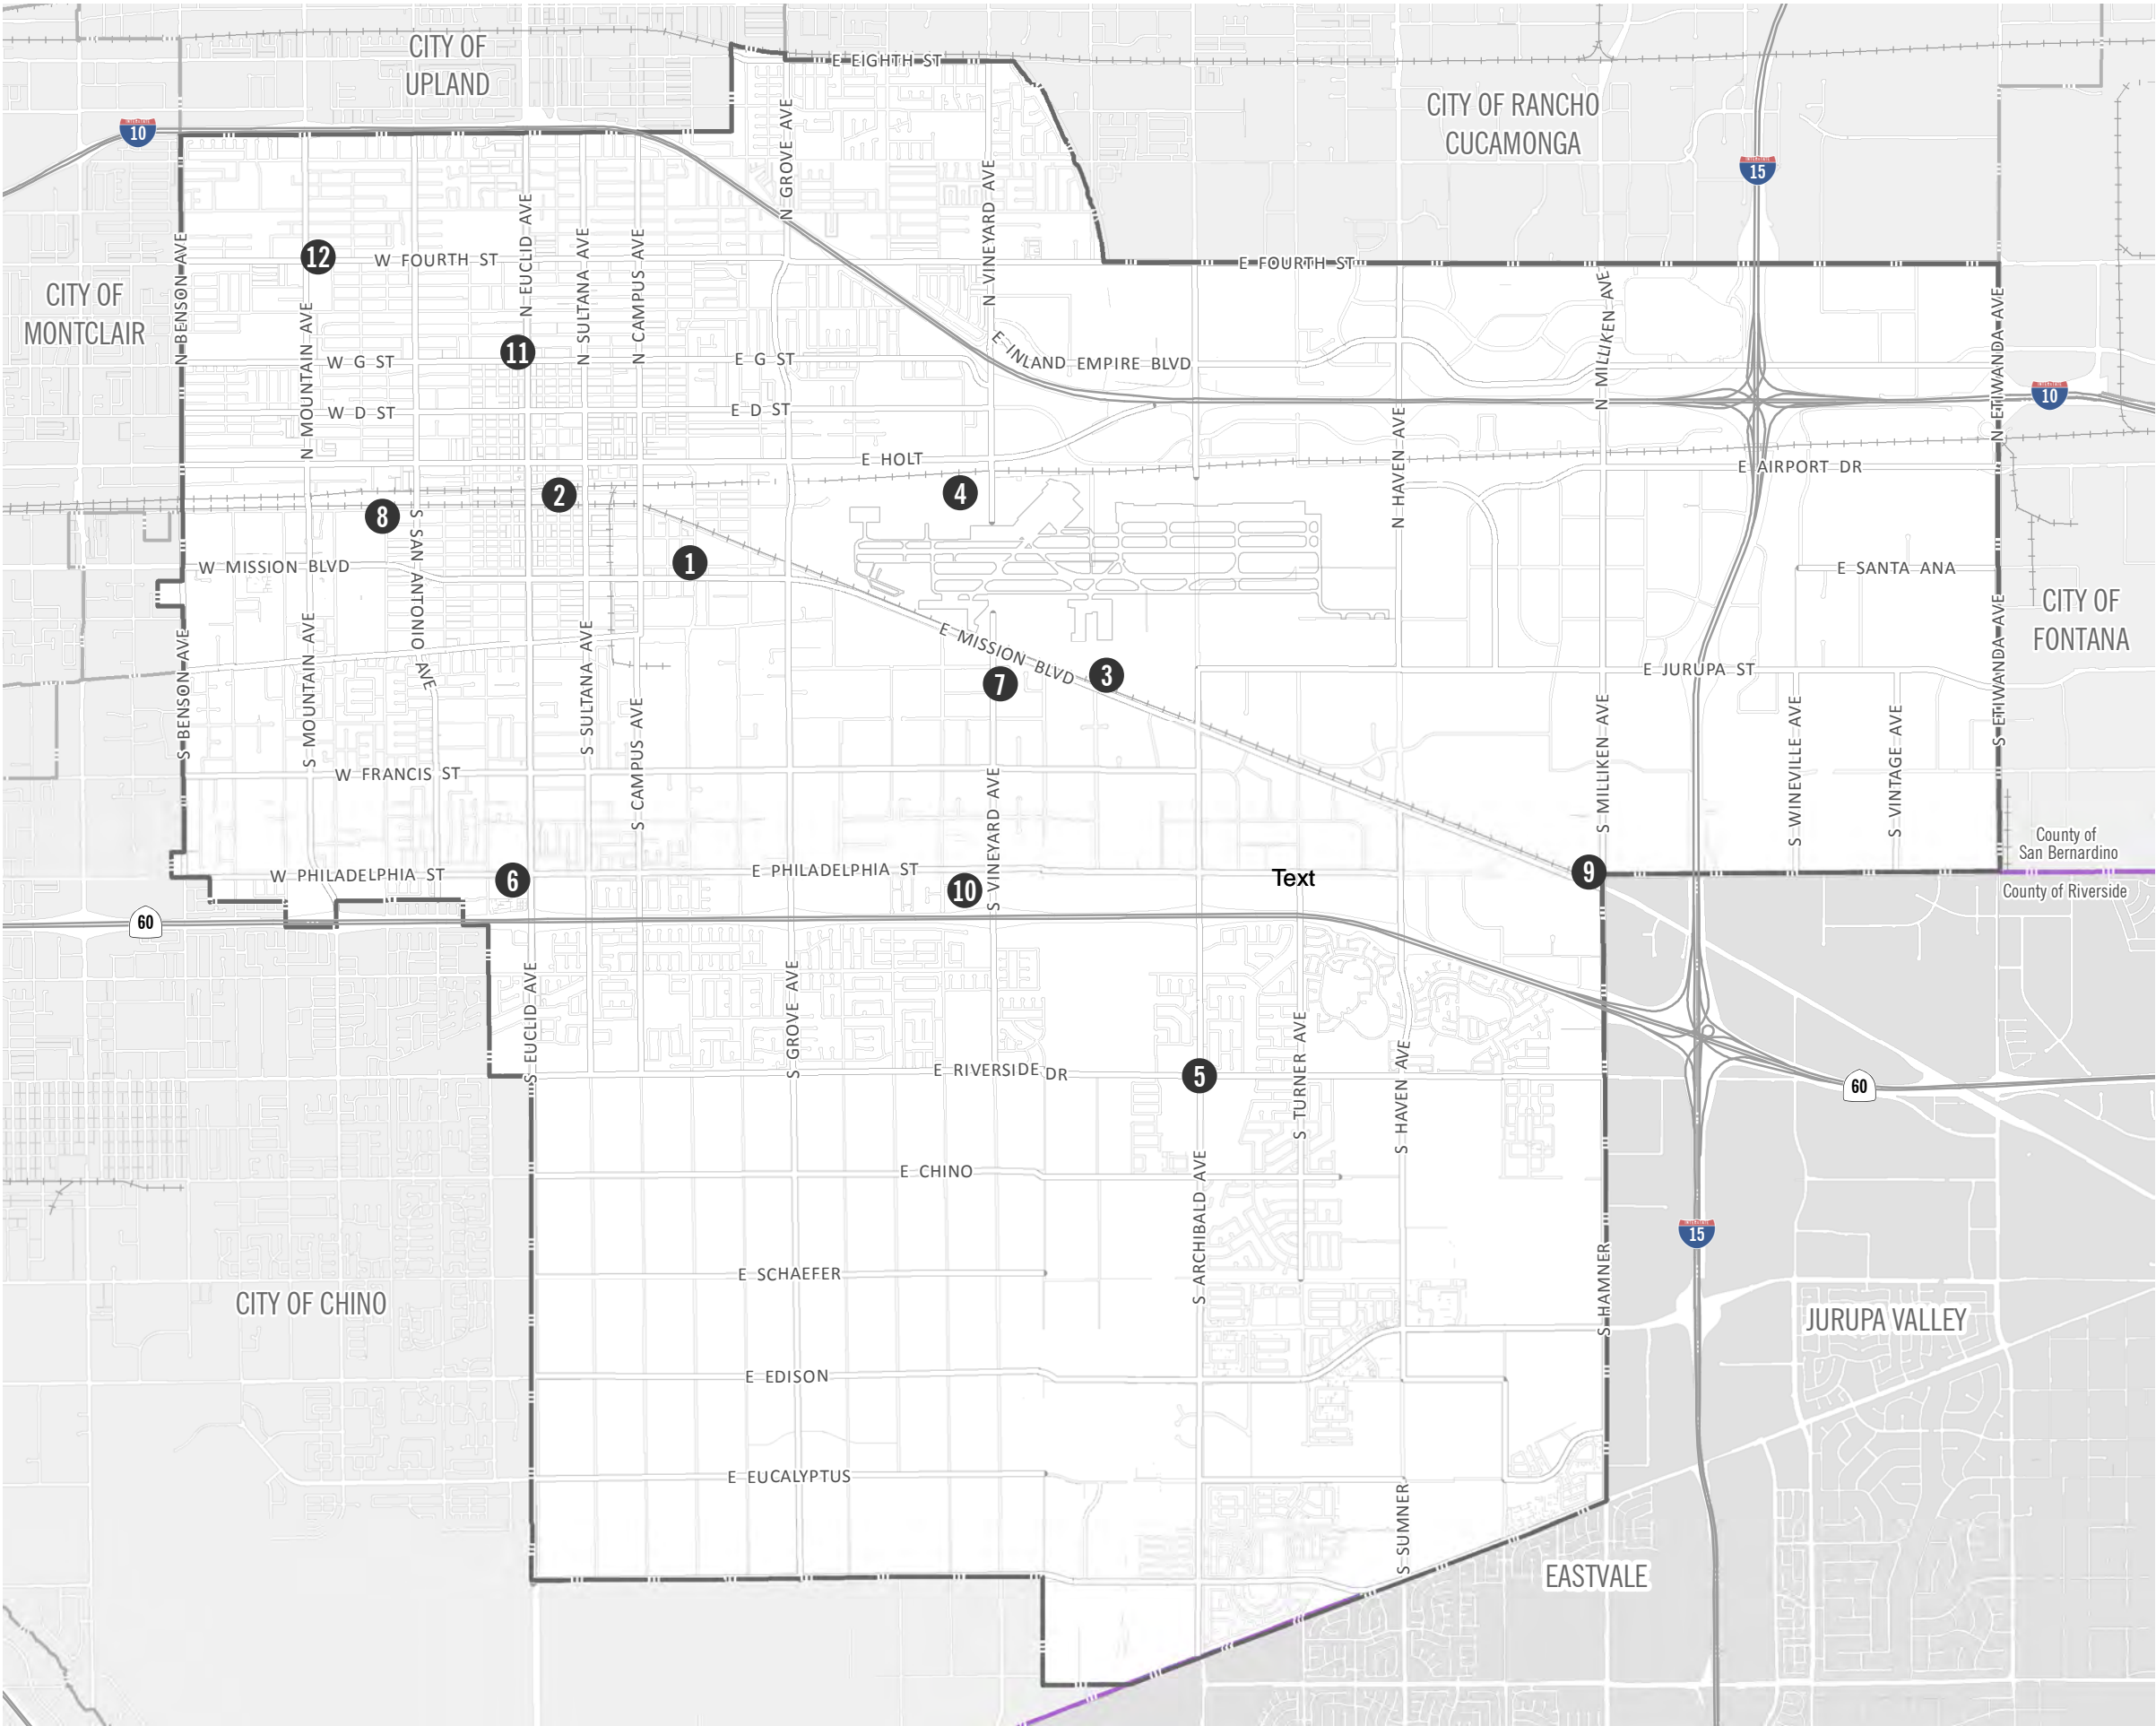 CITY OF
UPLAND
E EIGHTH ST
CITY OF RANCHO
CUCAMONGA
INTERSTATE
10
INTERSTATE
15
N GROVE AVE
N VINEYARD AVE
N EUCLID AVE
N SULTANA AVE
N CAMPUS AVE
N BENSON AVE
12
W FOURTH ST
E FOURTH ST
CITY OF
MONTCLAIR
N MOUNTAIN AVE
N MILLIKEN AVE
N ETIWANDA AVE
11
W G ST
E G ST
E INLAND EMPIRE BLVD
INTERSTATE
10
W D ST
E D ST
N HAVEN AVE
E HOLT
E AIRPORT DR
2
4
8
S SAN ANTONIO AVE
1
W MISSION BLVD
E SANTA ANA
CITY OF
FONTANA
S BENSON AVE
S MOUNTAIN AVE
S SULTANA AVE
S CAMPUS AVE
E MISSION BLVD
7
3
E JURUPA ST
S ETIWANDA AVE
S MILLIKEN AVE
S WINEVILLE AVE
S VINTAGE AVE
W FRANCIS ST
S VINEYARD AVE
County of
San Bernardino
County of Riverside
W PHILADELPHIA ST
6
E PHILADELPHIA ST
10
Text
9
60
S EUCLID AVE
S GROVE AVE
S TURNER AVE
S HAVEN AVE
E RIVERSIDE DR
5
60
E CHINO
S ARCHIBALD AVE
INTERSTATE
15
E SCHAEFER
S HAMNER
CITY OF CHINO
JURUPA VALLEY
E EDISON
E EUCALYPTUS
S SUMNER
EASTVALE